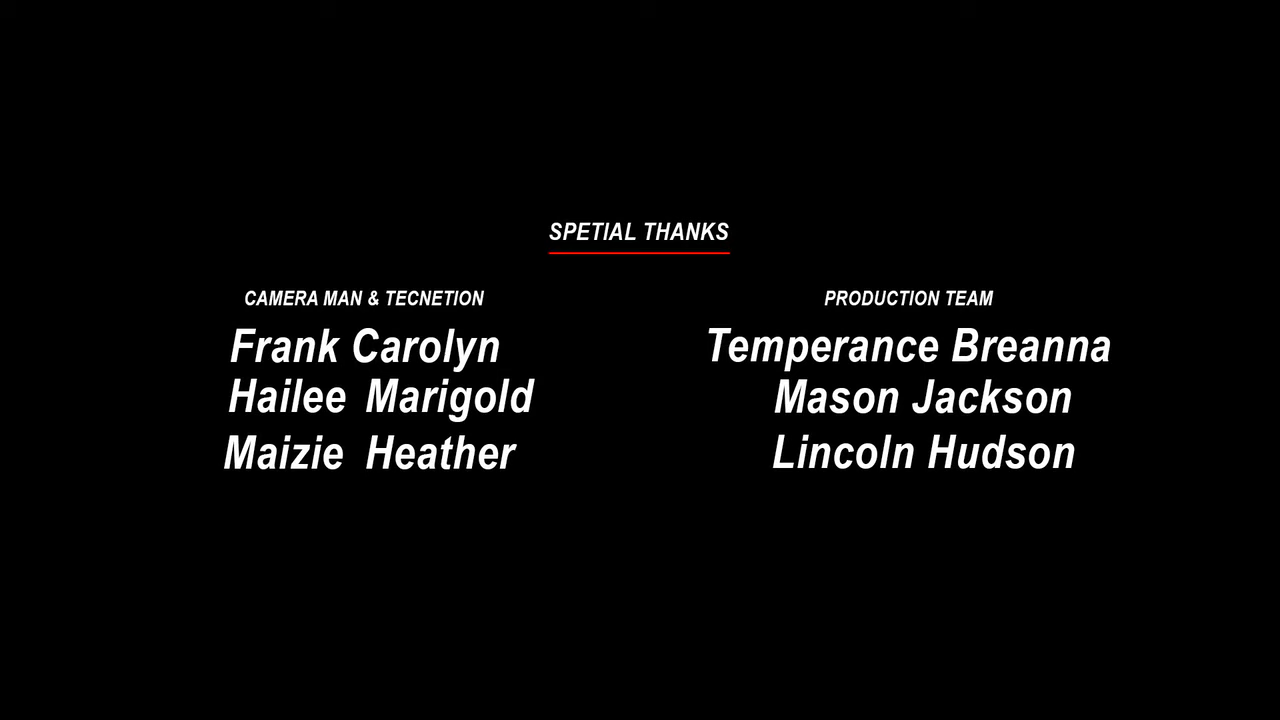 SPETIAL THANKS
CAMERA MAN & TECNETION
Frank Carolyn
Hailee Marigold
Maizie Heather
PRODUCTION TEAM
Temperance Breanna
Mason Jackson
Lincoln Hudson